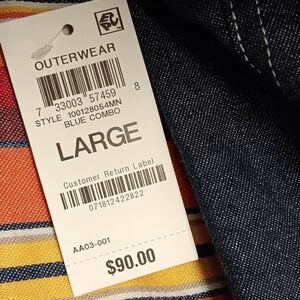 OUTERWEAR
7 33003 57459 8
STYLE 100128054MN
BLUE COMBO
LARGE
Customer Return Label
071812422822
AA03-001
$90.00